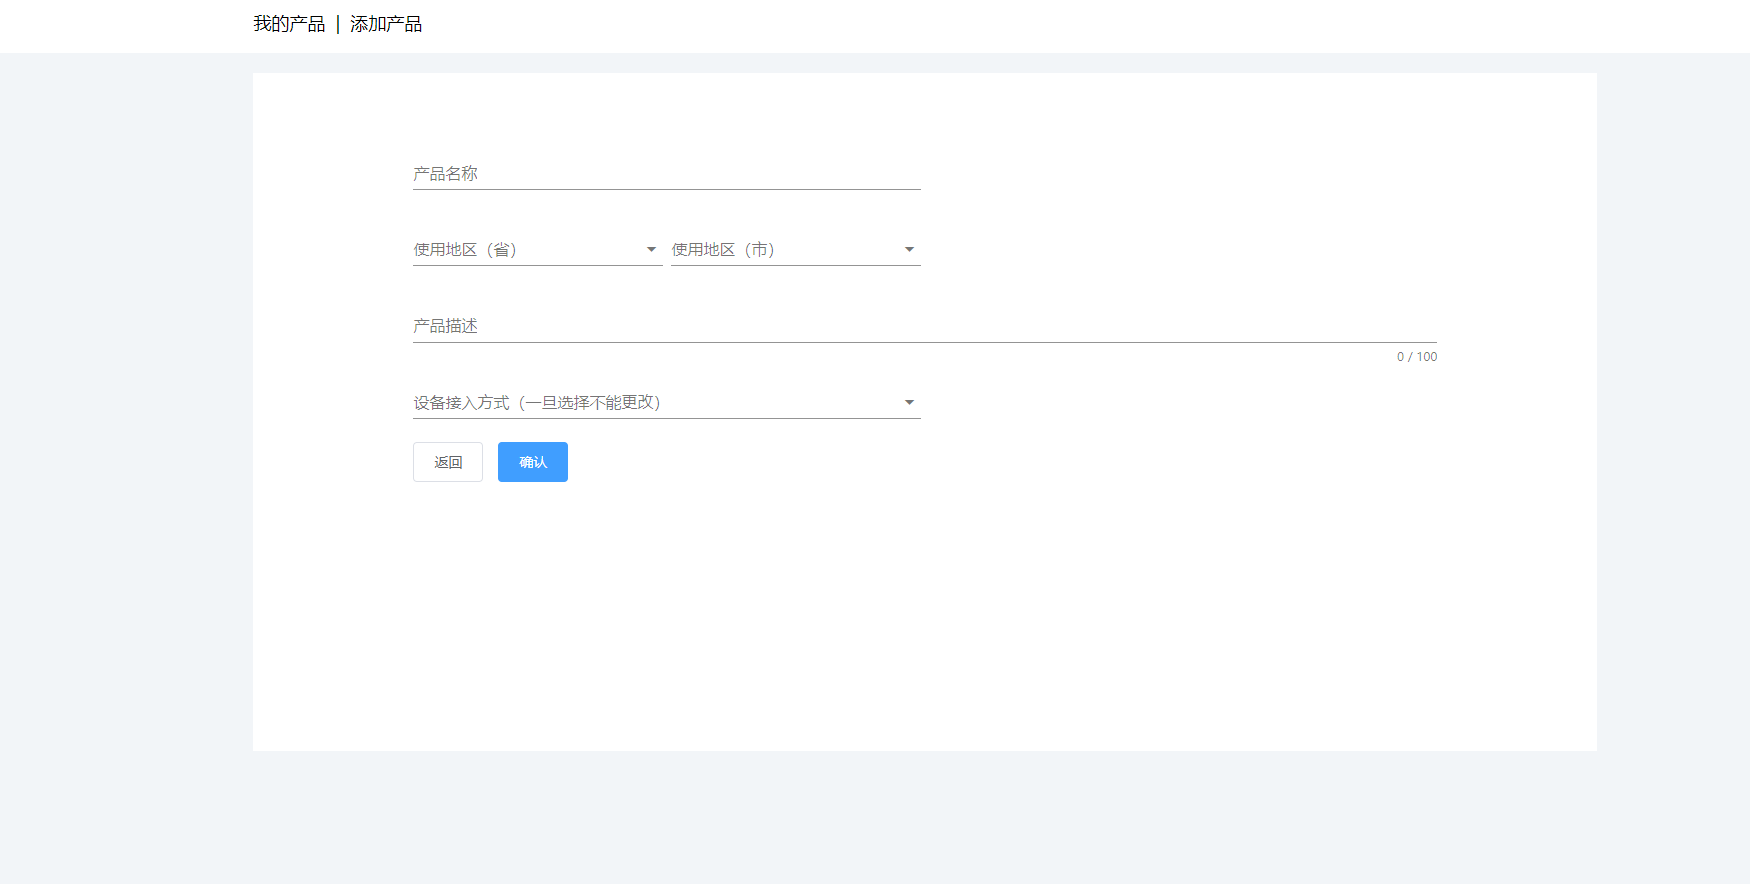 我的产品 | 添加产品
产品名称
使用地区（省） 使用地区（市）
产品描述
0 / 100
设备接入方式（一旦选择不能更改）
返回 确认